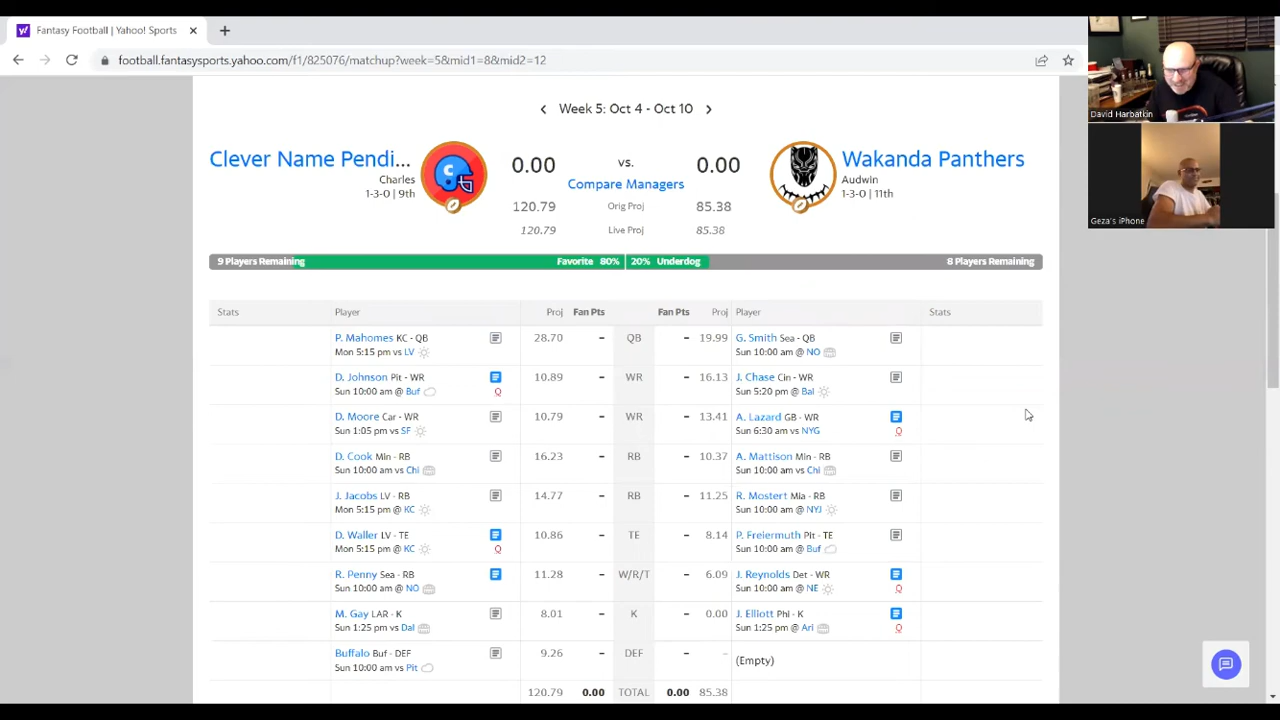 Fantasy Football | Yahoo! Sports
football.fantasysports.yahoo.com/f1/825076/matchup?week=5&mid1=8&mid2=12
David Harbatkin
Geza's iPhone
Week 5: Oct 4 - Oct 10
Clever Name Pendi...
Charles
1-3-0 | 9th
0.00 vs. 0.00
Compare Managers
120.79 Orig Proj 85.38
120.79 Live Proj 85.38
Wakanda Panthers
Audwin
1-3-0 | 11th
9 Players Remaining Favorite 80% 20% Underdog 8 Players Remaining
Stats Player Proj Fan Pts Fan Pts Proj Player Stats
P. Mahomes KC - QB 28.70 – QB – 19.99 G. Smith Sea - QB
Mon 5:15 pm vs LV Sun 10:00 am @ NO
D. Johnson Pit - WR 10.89 – WR – 16.13 J. Chase Cin - WR
Sun 10:00 am @ Buf Q Sun 5:20 pm @ Bal
D. Moore Car - WR 10.79 – WR – 13.41 A. Lazard GB - WR
Sun 1:05 pm vs SF Sun 6:30 am vs NYG Q
D. Cook Min - RB 16.23 – RB – 10.37 A. Mattison Min - RB
Sun 10:00 am vs Chi Sun 10:00 am vs Chi
J. Jacobs LV - RB 14.77 – RB – 11.25 R. Mostert Mia - RB
Mon 5:15 pm @ KC Sun 10:00 am @ NYJ
D. Waller LV - TE 10.86 – TE – 8.14 P. Freiermuth Pit - TE
Mon 5:15 pm @ KC Q Sun 10:00 am @ Buf
R. Penny Sea - RB 11.28 – W/R/T – 6.09 J. Reynolds Det - WR
Sun 10:00 am @ NO Sun 10:00 am @ NE Q
M. Gay LAR - K 8.01 – K – 0.00 J. Elliott Phi - K
Sun 1:25 pm vs Dal Sun 1:25 pm @ Ari Q
Buffalo Buf - DEF 9.26 – DEF – – (Empty)
Sun 10:00 am vs Pit
120.79 0.00 TOTAL 0.00 85.38